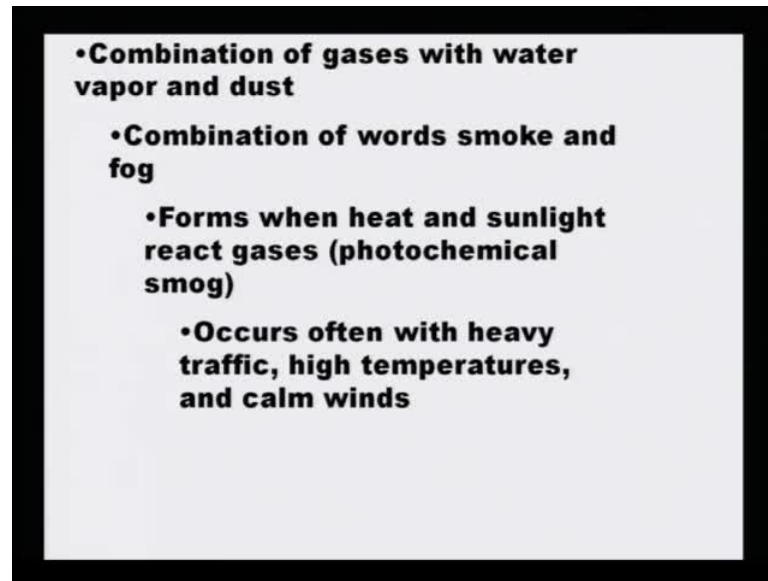 •Combination of gases with water
vapor and dust
•Combination of words smoke and
fog
•Forms when heat and sunlight
react gases (photochemical
smog)
•Occurs often with heavy
traffic, high temperatures,
and calm winds